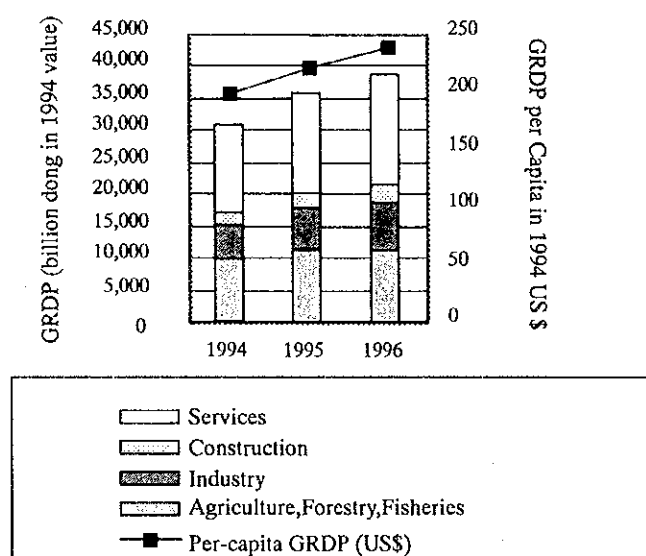 GRDP (billion dong in 1994 value)
45,000
40,000
35,000
30,000
25,000
20,000
15,000
10,000
5,000
0
250
200
150
100
50
0
GRDP per Capita in 1994 US $
1994 1995 1996
Services
Construction
Industry
Agriculture,Forestry,Fisheries
Per-capita GRDP (US$)